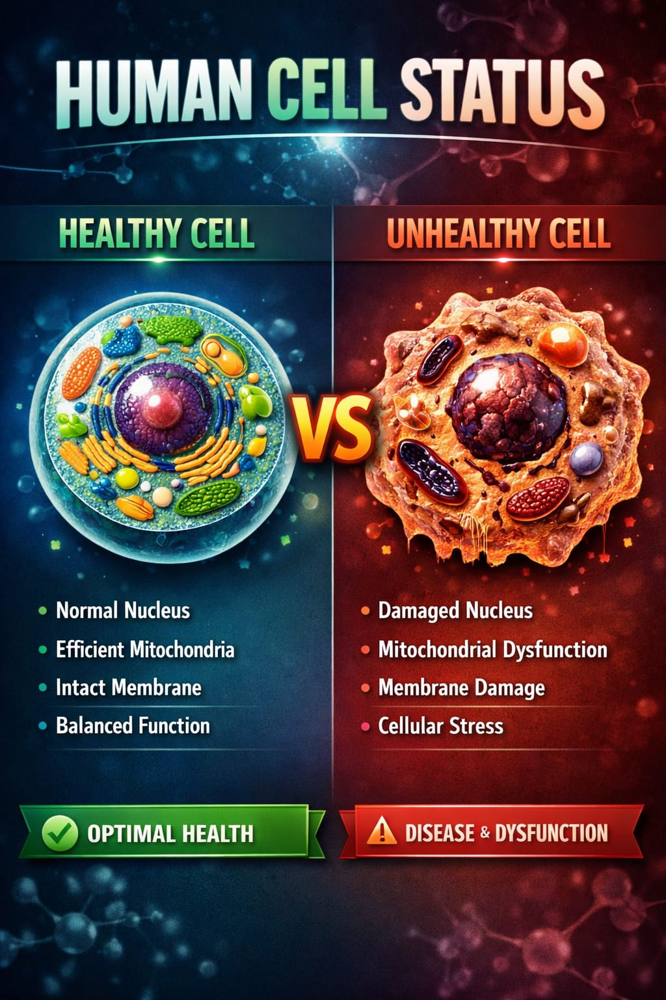 HUMAN CELL STATUS
HEALTHY CELL
UNHEALTHY CELL
VS
• Normal Nucleus
• Efficient Mitochondria
• Intact Membrane
• Balanced Function
• Damaged Nucleus
• Mitochondrial Dysfunction
• Membrane Damage
• Cellular Stress
OPTIMAL HEALTH
DISEASE & DYSFUNCTION